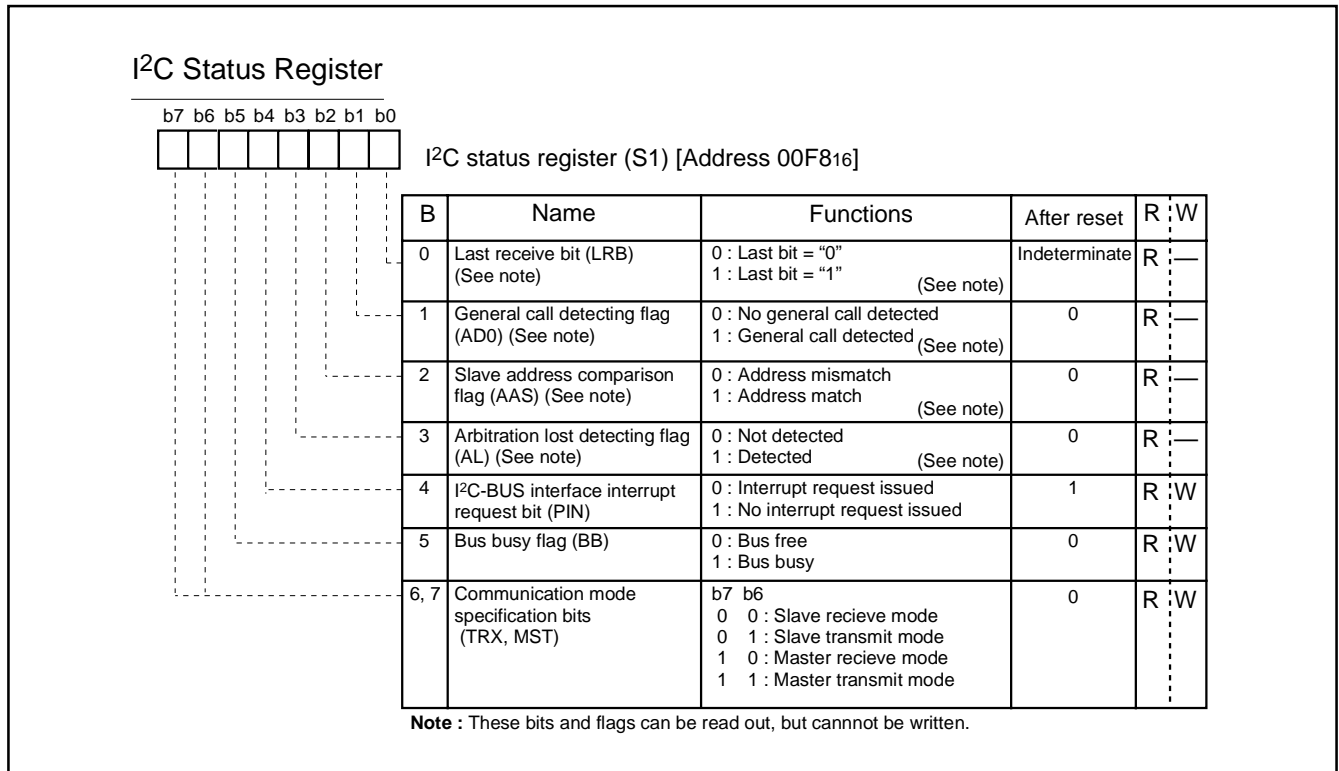 I2C Status Register
b7 b6 b5 b4 b3 b2 b1 b0
I2C status register (S1) [Address 00F816]
B Name Functions After reset R W
0 Last receive bit (LRB) 0 : Last bit = “0” Indeterminate R —
(See note) 1 : Last bit = “1”
(See note)
1 General call detecting flag 0 : No general call detected 0 R —
(AD0) (See note) 1 : General call detected (See note)
2 Slave address comparison 0 : Address mismatch 0 R —
flag (AAS) (See note) 1 : Address match
(See note)
3 Arbitration lost detecting flag 0 : Not detected 0 R —
(AL) (See note) 1 : Detected (See note)
4 I2C-BUS interface interrupt 0 : Interrupt request issued 1 R W
request bit (PIN) 1 : No interrupt request issued
5 Bus busy flag (BB) 0 : Bus free 0 R W
1 : Bus busy
6, 7 Communication mode b7 b6 0 R W
specification bits 0 0 : Slave recieve mode
(TRX, MST) 0 1 : Slave transmit mode
1 0 : Master recieve mode
1 1 : Master transmit mode
Note : These bits and flags can be read out, but cannnot be written.